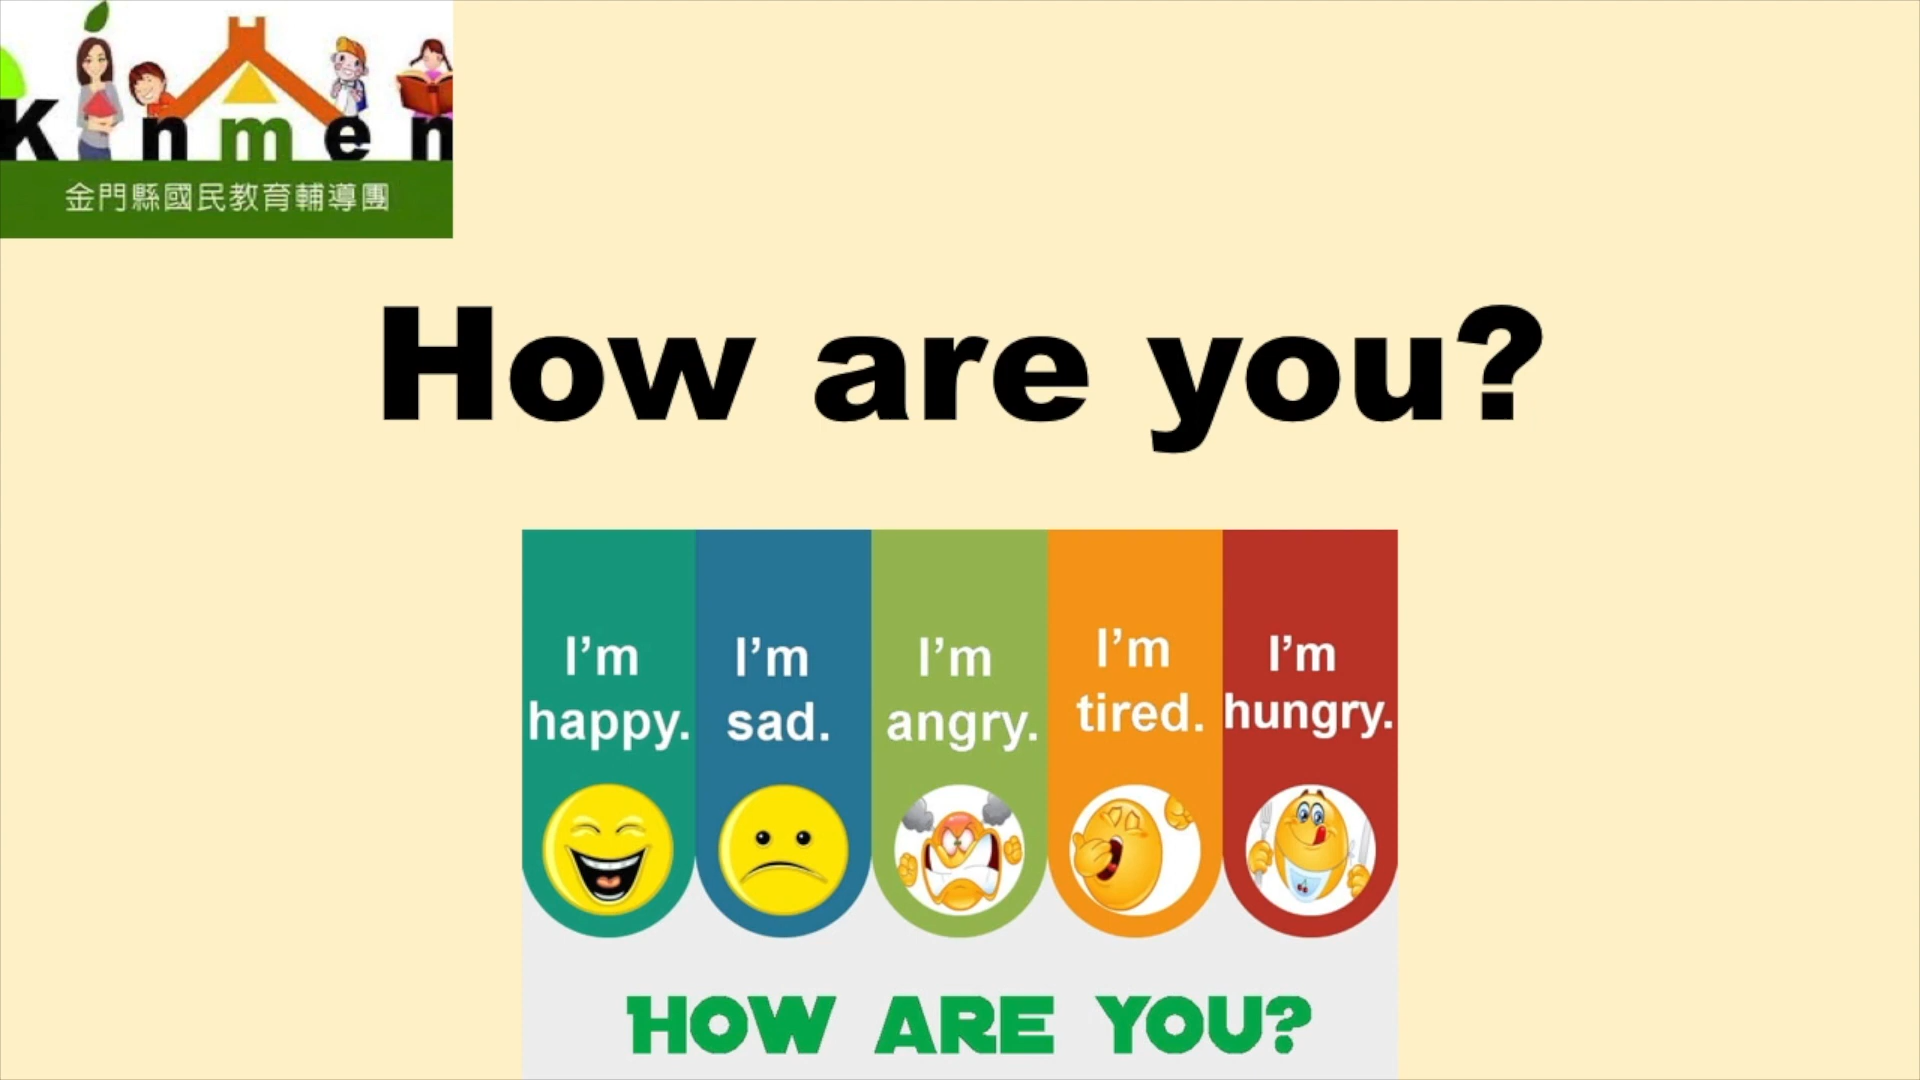 Kinmen
金門縣國民教育輔導團
How are you?
I'm
happy.
I'm
sad.
I'm
angry.
I'm
tired.
I'm
hungry.
HOW ARE YOU?